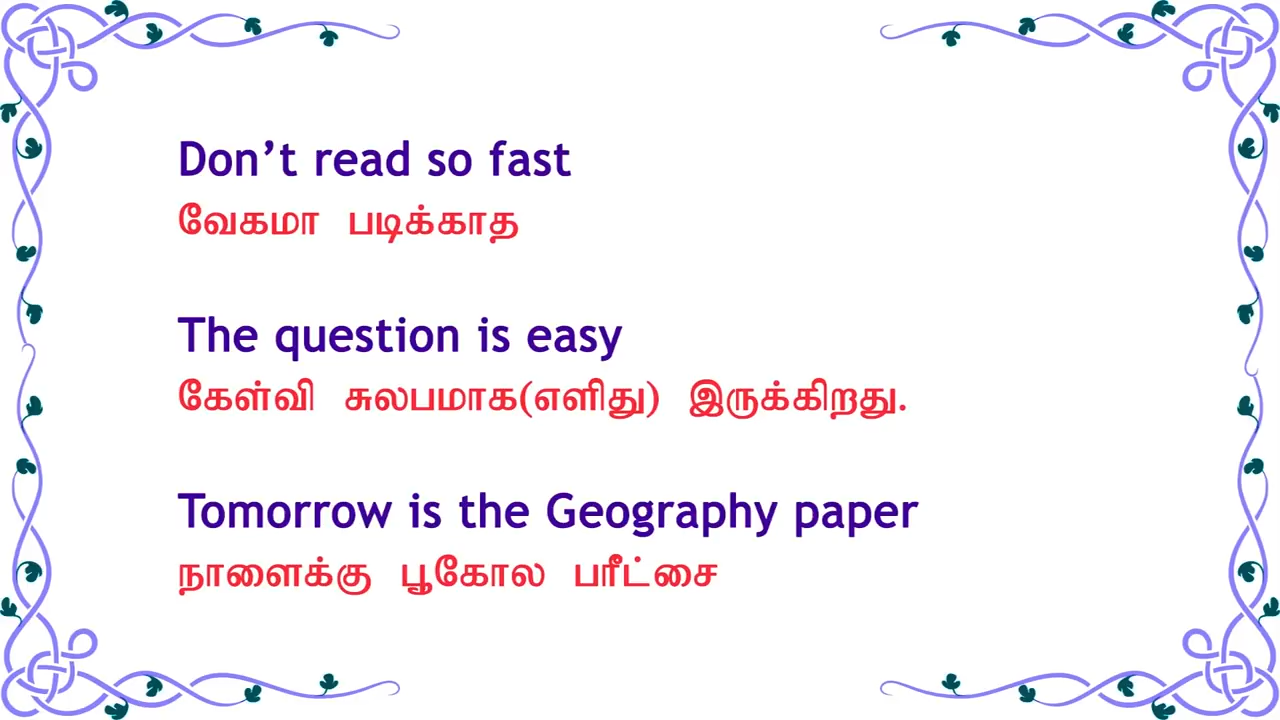 Don’t read so fast
வேகமா படிக்காத
The question is easy
கேள்வி சுலபமாக(எளிது) இருக்கிறது.
Tomorrow is the Geography paper
நாளைக்கு பூகோல பரீட்சை